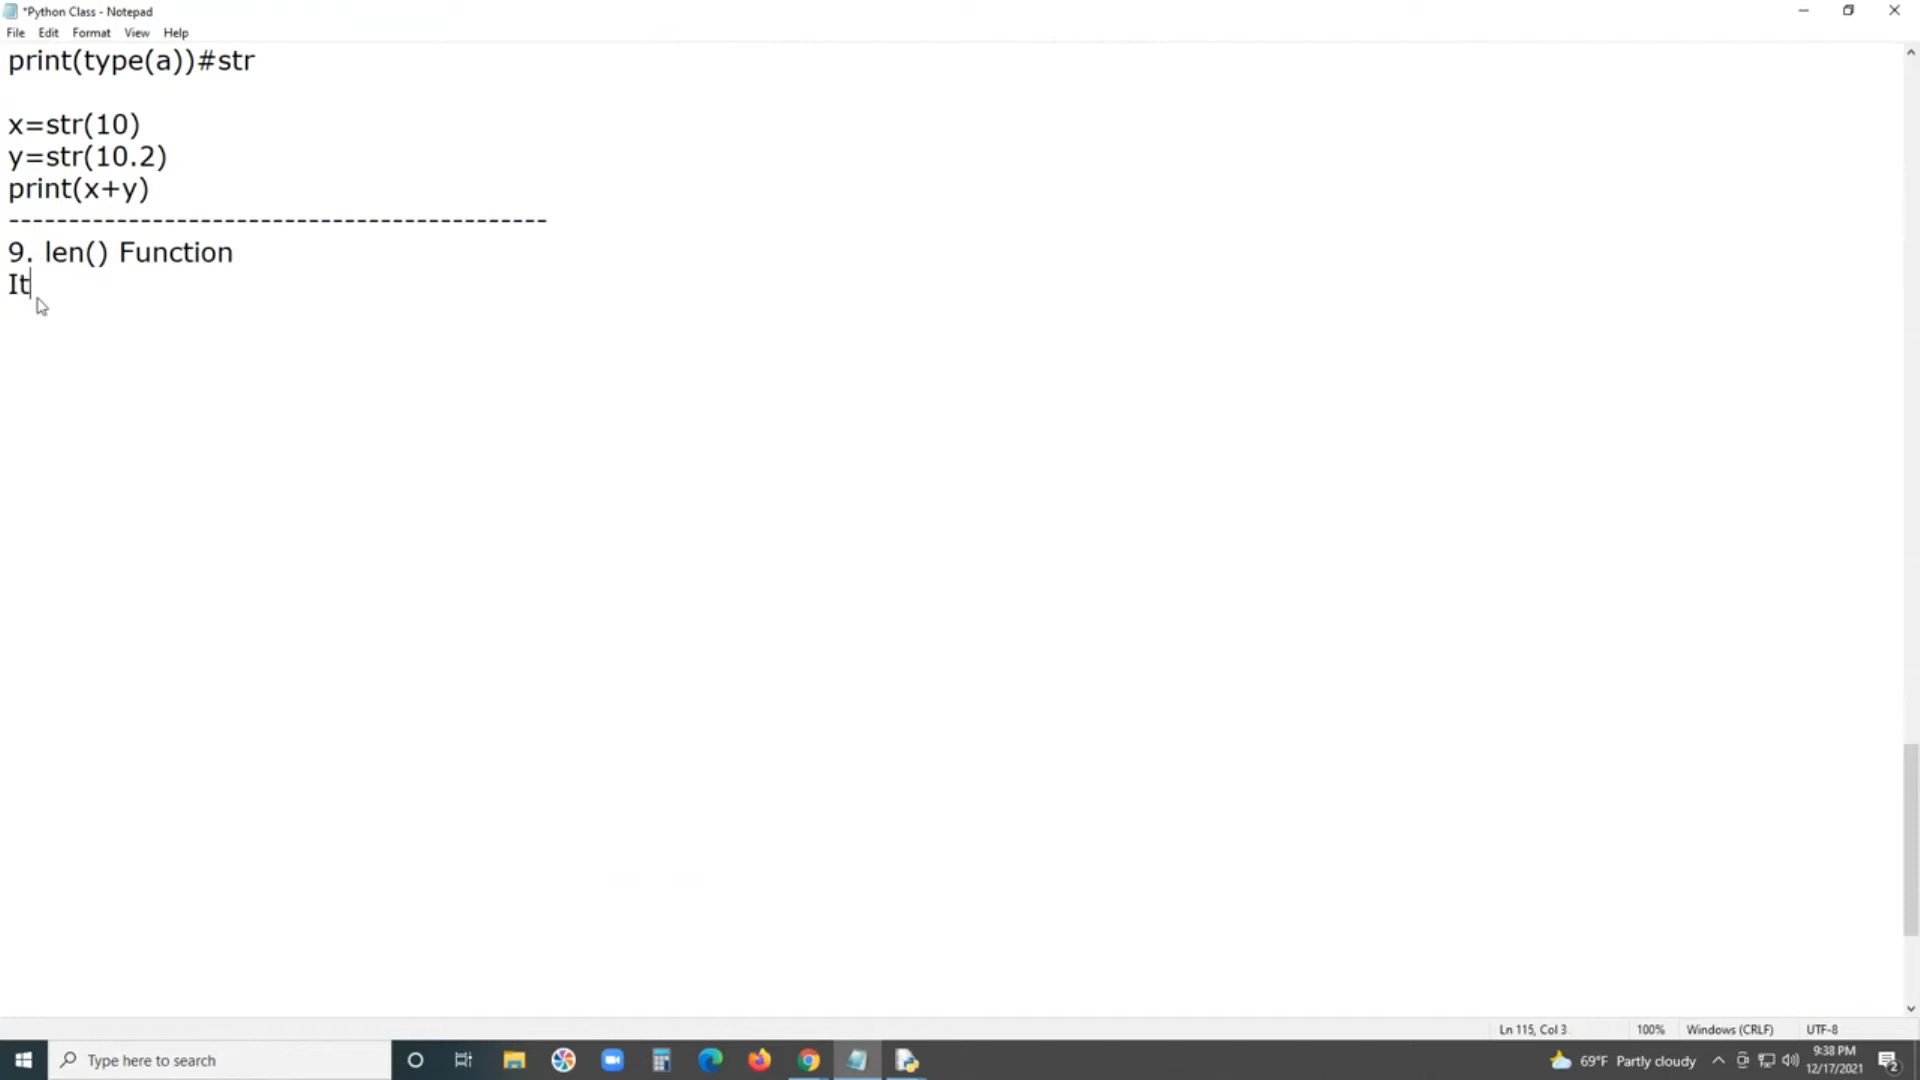 *Python Class - Notepad
File Edit Format View Help
print(type(a))#str
x=str(10)
y=str(10.2)
print(x+y)
---------------------------------------------
9. len() Function
It
Ln 115, Col 3 100% Windows (CRLF) UTF-8
Type here to search 69°F Partly cloudy 9:38 PM
12/17/2021 2